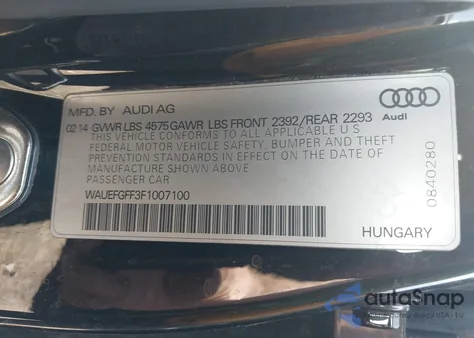 MFD. BY AUDI AG
02 14 GVWR LBS 4575 GAWR LBS FRONT 2392/REAR 2293
THIS VEHICLE CONFORMS TO ALL APPLICABLE U S
FEDERAL MOTOR VEHICLE SAFETY, BUMPER AND THEFT
PREVENTION STANDARDS IN EFFECT ON THE DATE OF
MANUFACTURE SHOWN ABOVE
PASSENGER CAR
WAUEFGFF3F1007100
Audi
0840280
HUNGARY
autoSnap